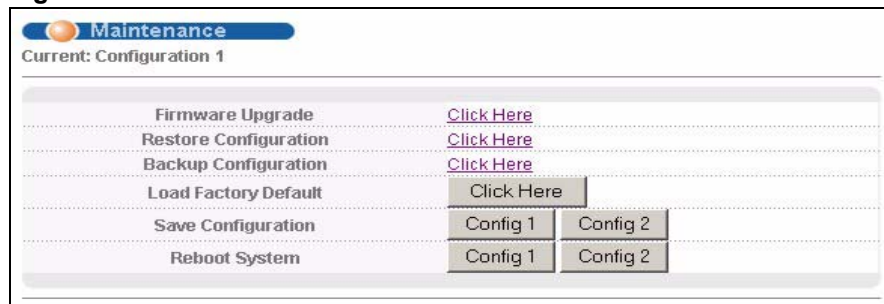 Maintenance
Current: Configuration 1
Firmware Upgrade Click Here
Restore Configuration Click Here
Backup Configuration Click Here
Load Factory Default Click Here
Save Configuration Config 1 Config 2
Reboot System Config 1 Config 2